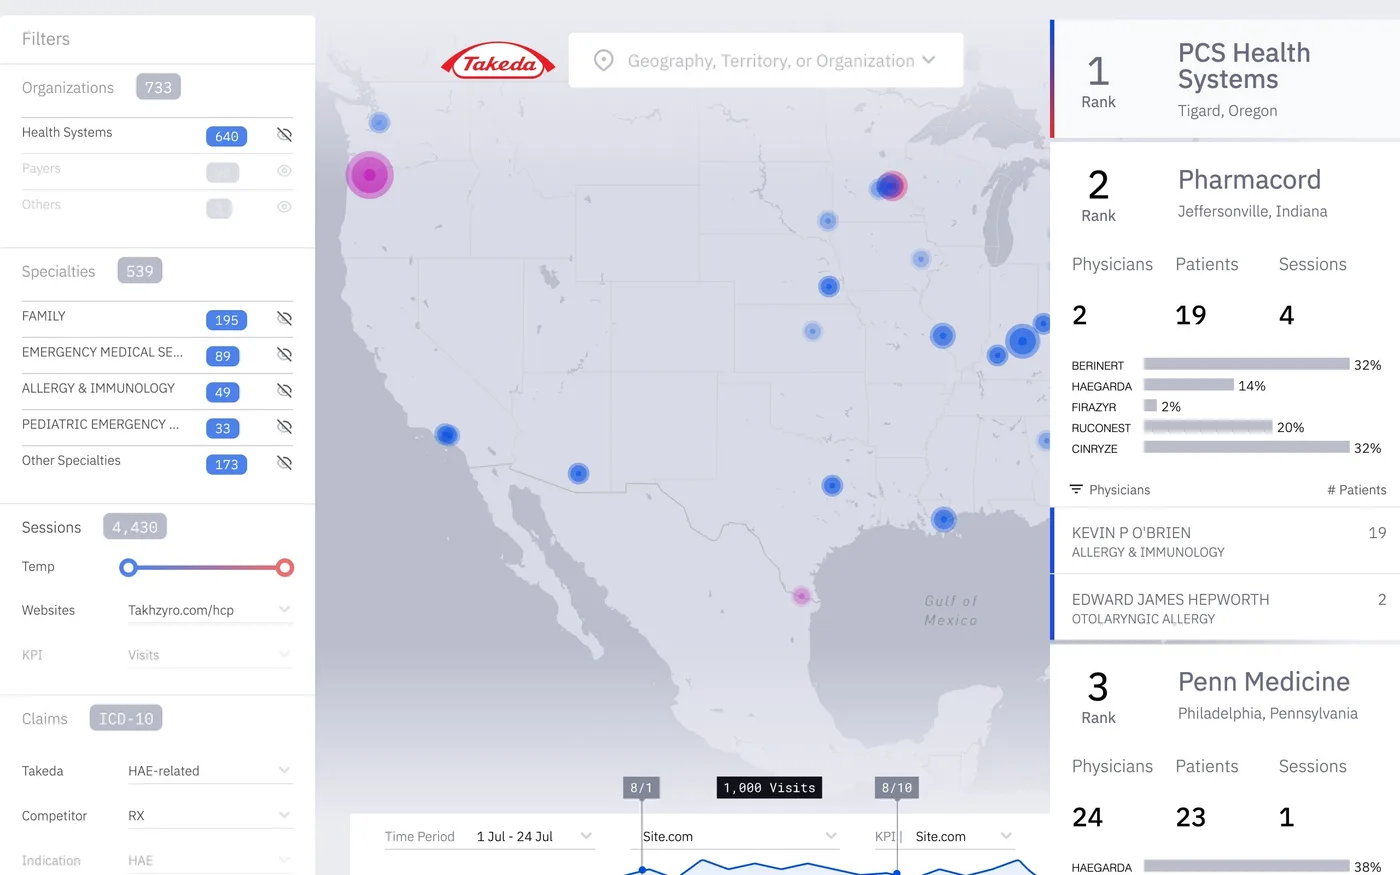 Filters
Organizations 733
Health Systems 640
Payers
Others
Specialties 539
FAMILY 195
EMERGENCY MEDICAL SE... 89
ALLERGY & IMMUNOLOGY 49
PEDIATRIC EMERGENCY ... 33
Other Specialties 173
Sessions 4,430
Temp
Websites Takhzyro.com/hcp
KPI Visits
Claims ICD-10
Takeda HAE-related
Competitor RX
Indication HAE
Takeda
Geography, Territory, or Organization
Gulf of
Mexico
8/1 1,000 Visits 8/10
Time Period 1 Jul - 24 Jul Site.com KPI | Site.com
1
Rank
PCS Health
Systems
Tigard, Oregon
2
Rank
Pharmacord
Jeffersonville, Indiana
Physicians Patients Sessions
2 19 4
BERINERT 32%
HAEGARDA 14%
FIRAZYR 2%
RUCONEST 20%
CINRYZE 32%
Physicians # Patients
KEVIN P O'BRIEN 19
ALLERGY & IMMUNOLOGY
EDWARD JAMES HEPWORTH 2
OTOLARYNGIC ALLERGY
3
Rank
Penn Medicine
Philadelphia, Pennsylvania
Physicians Patients Sessions
24 23 1
HAEGARDA 38%